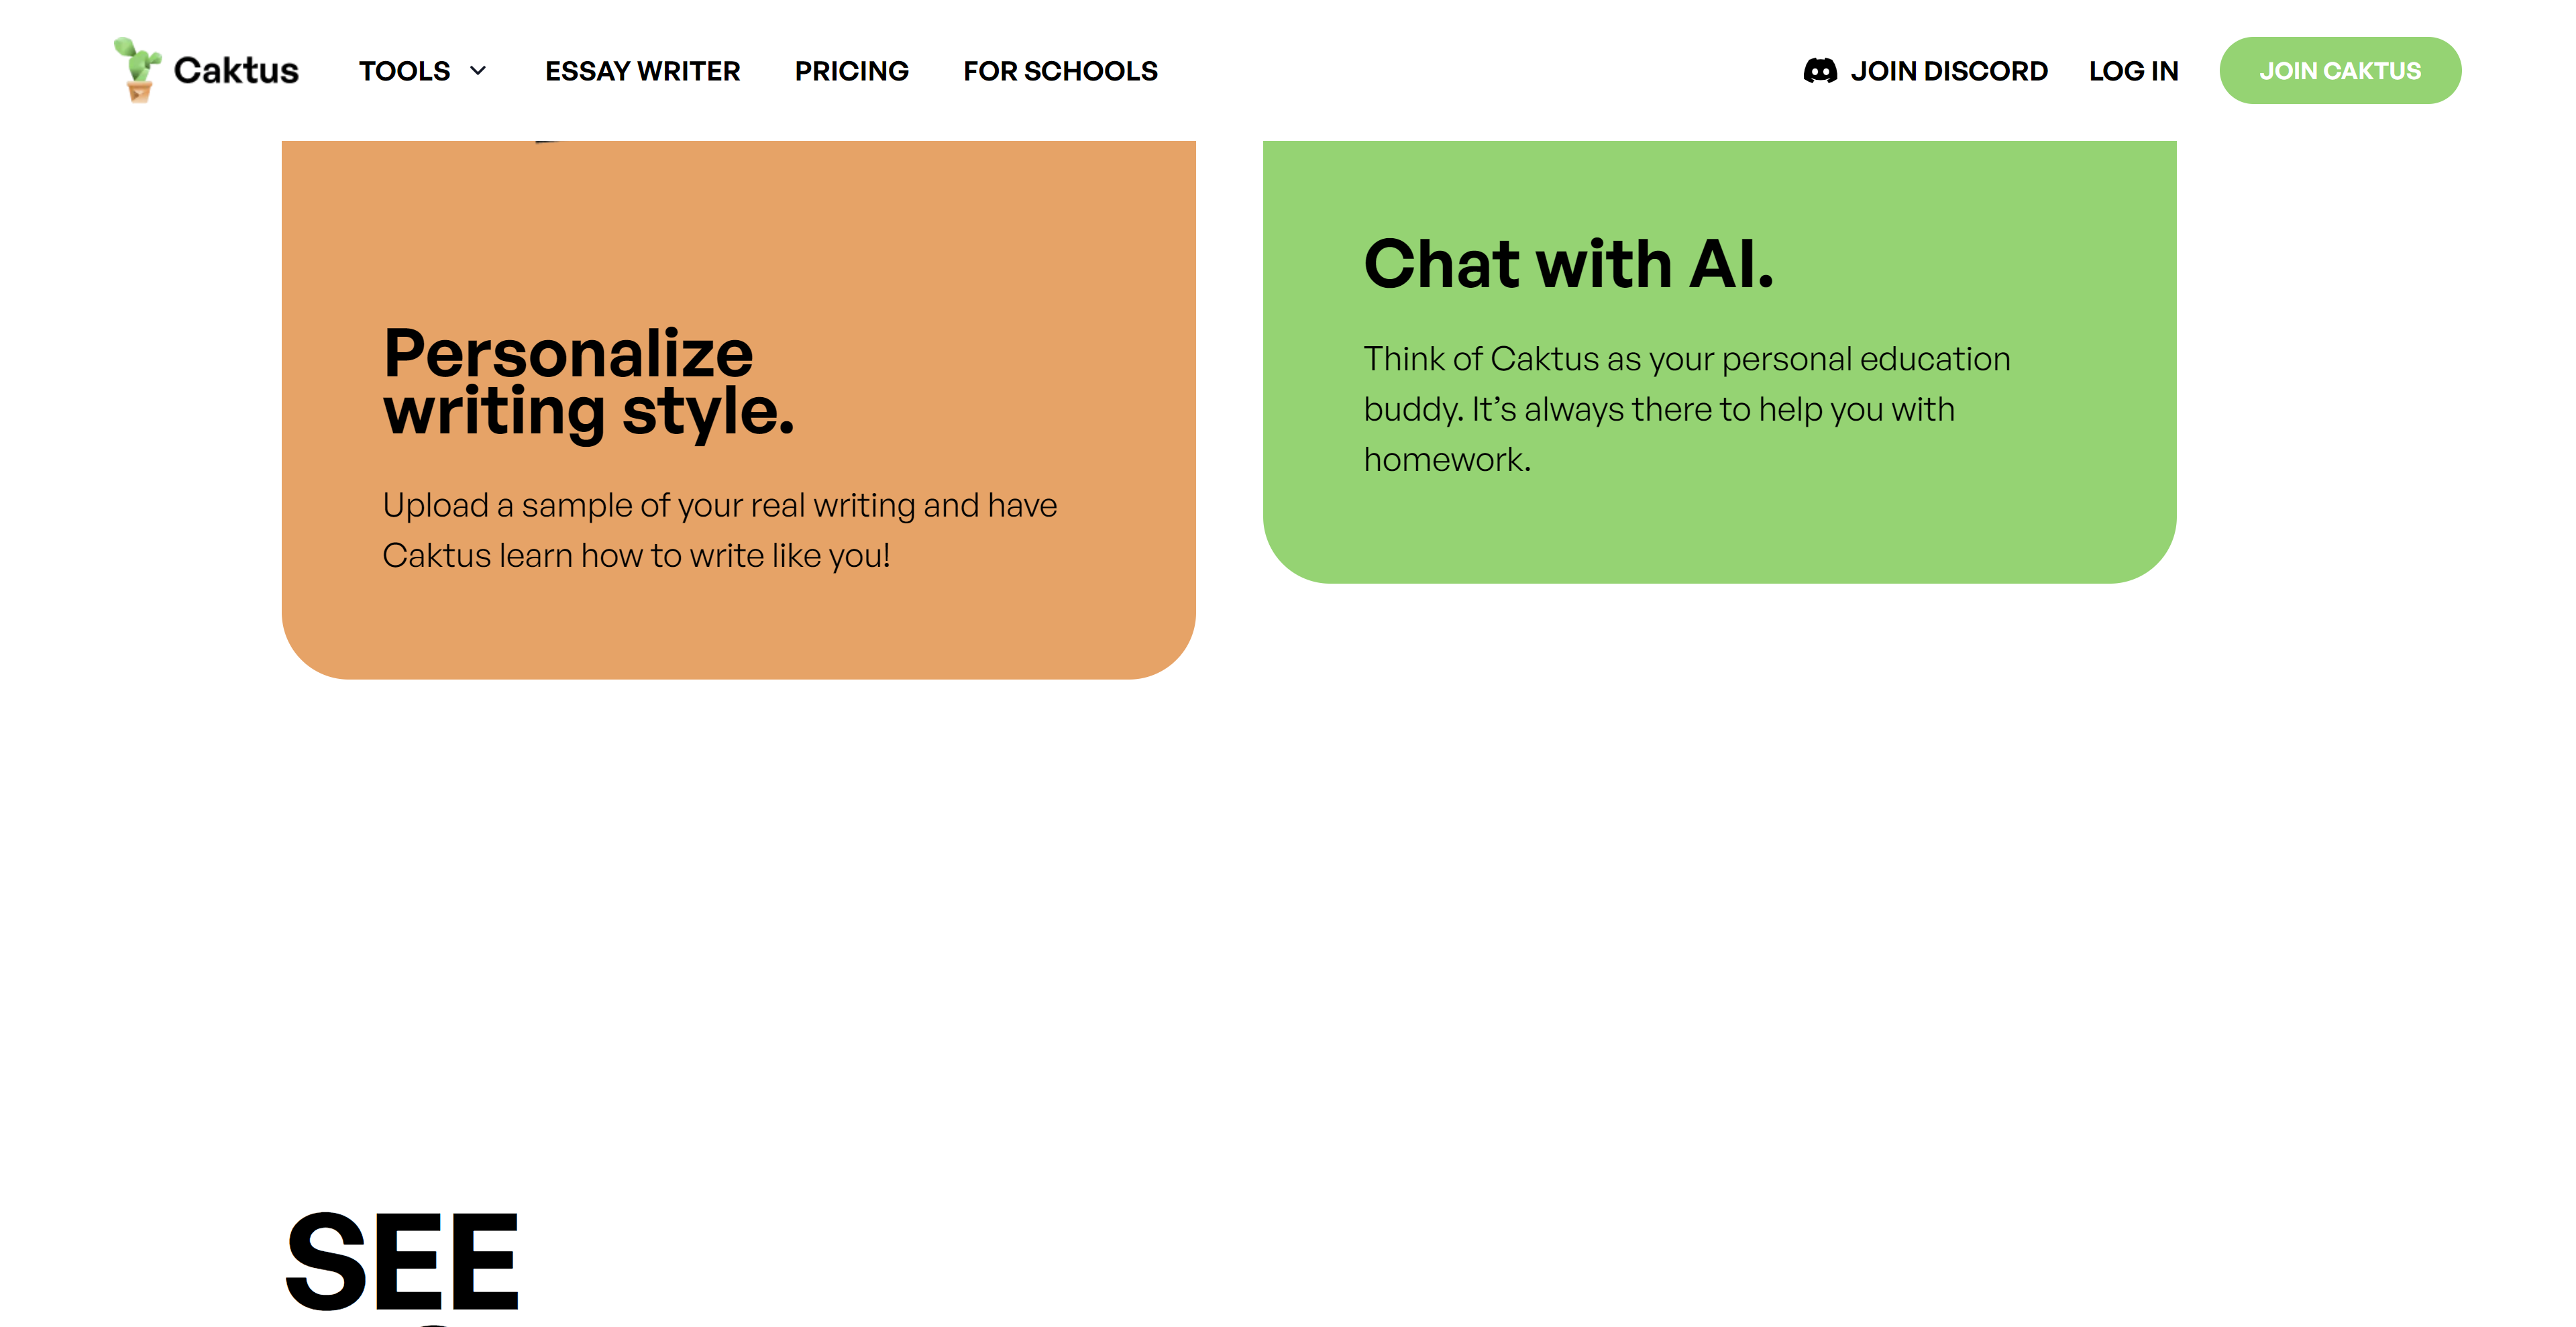 Caktus
TOOLS
ESSAY WRITER
PRICING
FOR SCHOOLS
JOIN DISCORD
LOG IN
JOIN CAKTUS
Personalize
writing style.
Upload a sample of your real writing and have
Caktus learn how to write like you!
Chat with AI.
Think of Caktus as your personal education
buddy. It’s always there to help you with
homework.
SEE